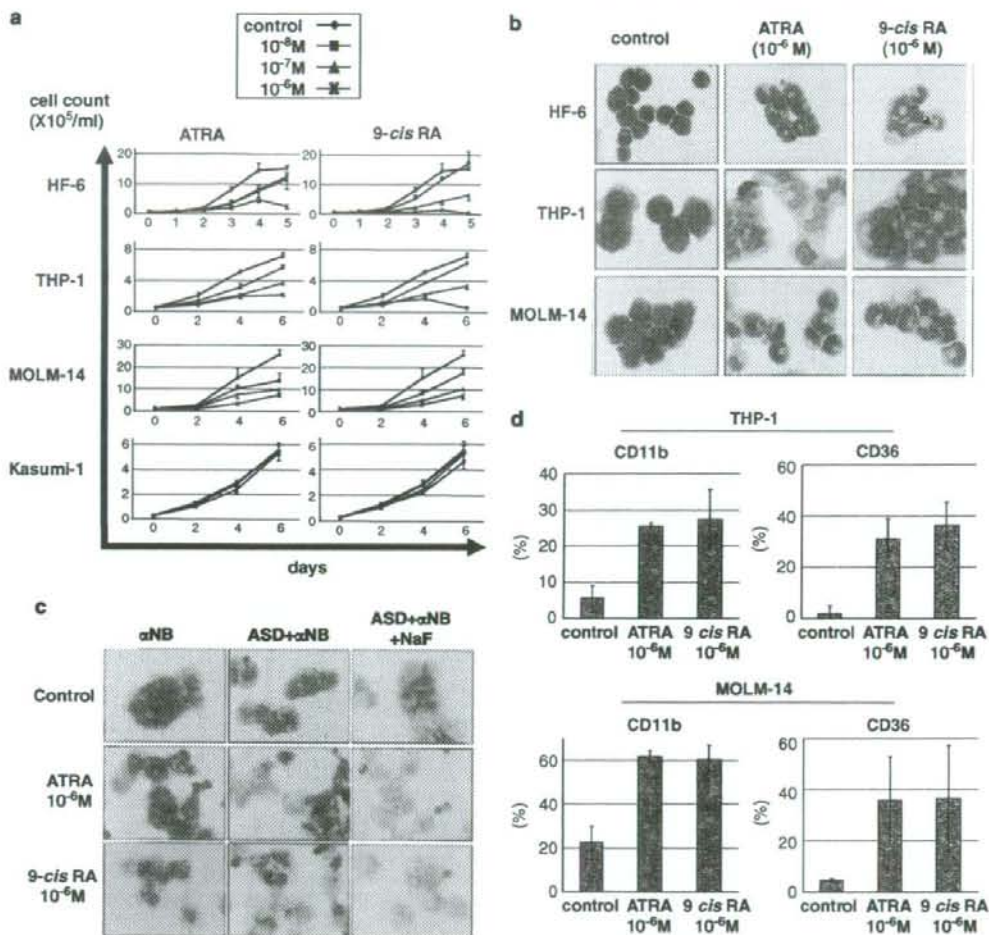 a
control
10⁻⁸M
10⁻⁷M
10⁻⁶M
cell count
(X10⁵/ml)
ATRA
9-cis RA
HF-6
20
10
0
0 1 2 3 4 5
20
10
0
0 1 2 3 4 5
THP-1
8
4
0
0 2 4 6
8
4
0
0 2 4 6
MOLM-14
30
20
10
0
0 2 4 6
30
20
10
0
0 2 4 6
Kasumi-1
6
4
2
0
0 2 4 6
6
4
2
0
0 2 4 6
days
b
control
ATRA
(10⁻⁶ M)
9-cis RA
(10⁻⁶ M)
HF-6
THP-1
MOLM-14
c
αNB
ASD+αNB
ASD+αNB
+NaF
Control
ATRA
10⁻⁶M
9-cis RA
10⁻⁶M
d
THP-1
CD11b
(%)
40
30
20
10
0
control
ATRA
10⁻⁶M
9 cis RA
10⁻⁶M
CD36
(%)
60
40
20
0
control
ATRA
10⁻⁶M
9 cis RA
10⁻⁶M
MOLM-14
CD11b
(%)
60
40
20
0
control
ATRA
10⁻⁶M
9 cis RA
10⁻⁶M
CD36
(%)
60
40
20
0
control
ATRA
10⁻⁶M
9 cis RA
10⁻⁶M